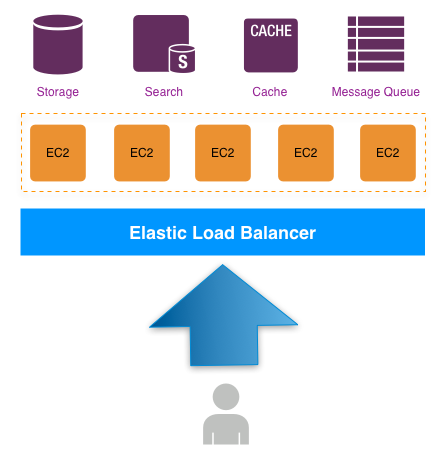 CACHE
S
Storage
Search
Cache
Message Queue
EC2
EC2
EC2
EC2
EC2
Elastic Load Balancer